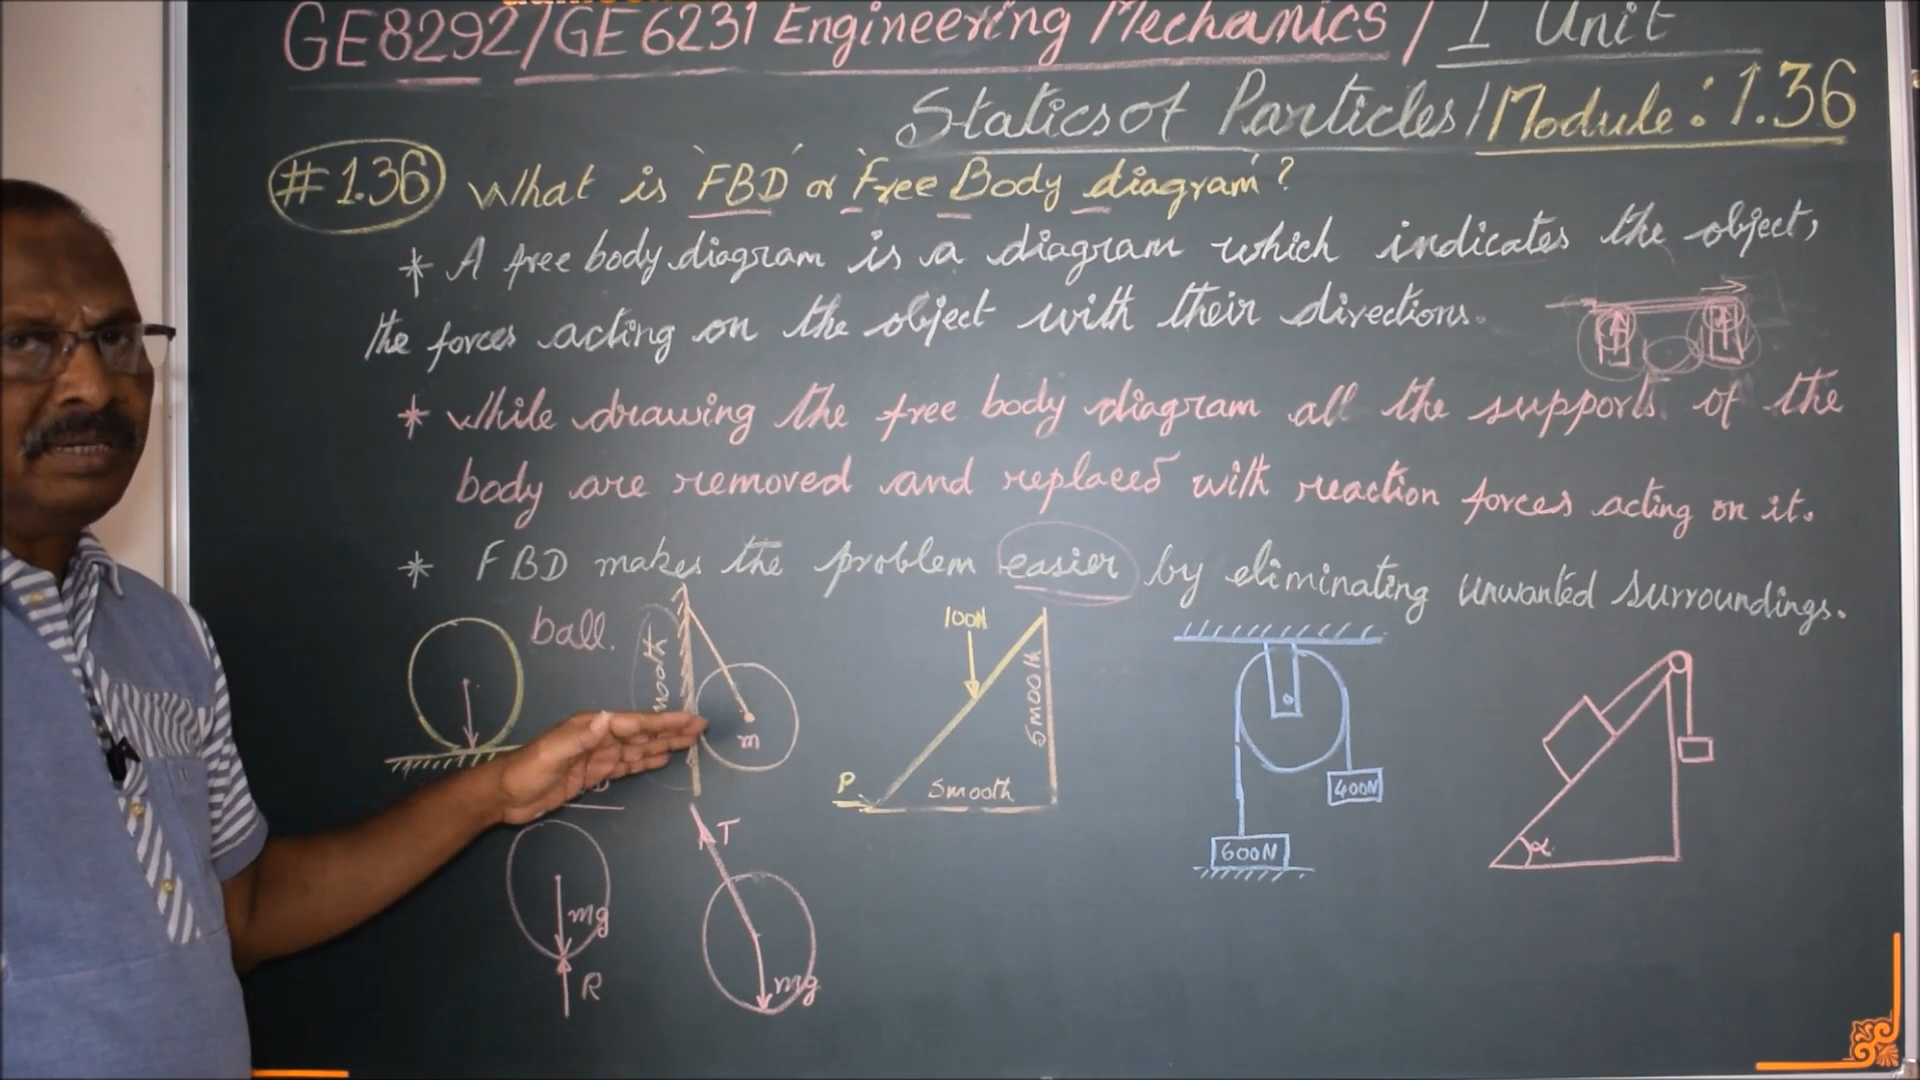 GE8292/GE6231 Engineering Mechanics / I Unit
Statics of Particles / Module: 1.36
#1.36 What is 'FBD' or 'Free Body diagram'?
* A free body diagram is a diagram which indicates the object,
the forces acting on the object with their directions.
* While drawing the free body diagram all the supports of the
body are removed and replaced with reaction forces acting on it.
* FBD makes the problem easier by eliminating unwanted surroundings.
ball.
m
100N
P
Smooth
Smooth
600N
400N
α
mg
R
T
mg